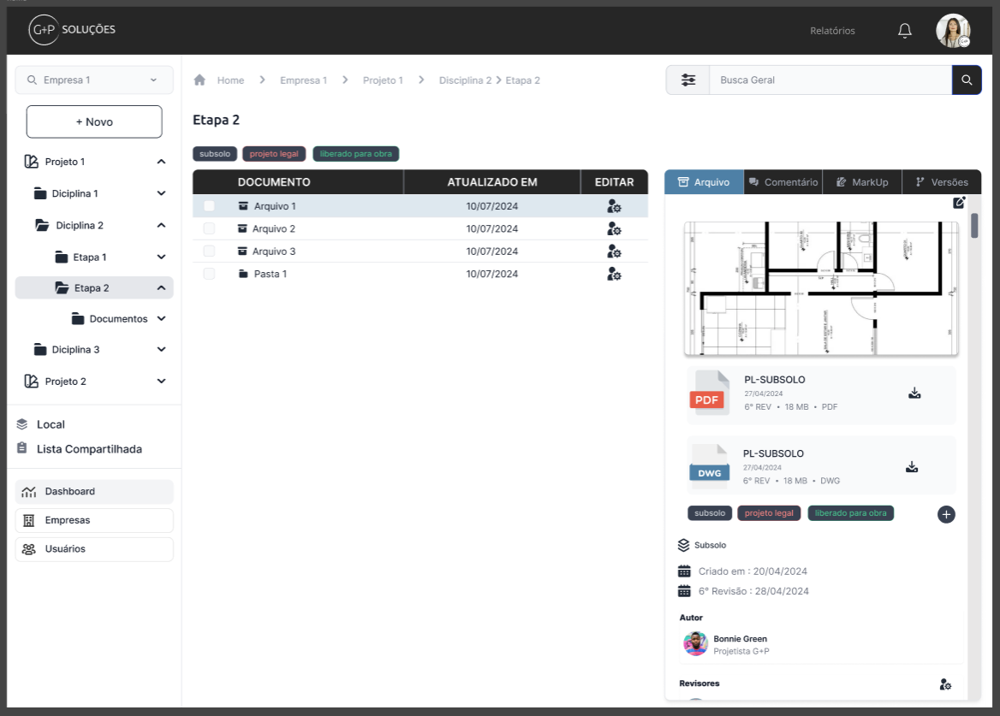 G+P SOLUÇÕES
Relatórios
Empresa 1
Home
Empresa 1
Projeto 1
Disciplina 2
Etapa 2
Busca Geral
+ Novo
Projeto 1
Diciplina 1
Diciplina 2
Etapa 1
Etapa 2
Documentos
Diciplina 3
Projeto 2
Local
Lista Compartilhada
Dashboard
Empresas
Usuários
Etapa 2
subsolo
projeto legal
liberado para obra
DOCUMENTO ATUALIZADO EM EDITAR
Arquivo 1 10/07/2024
Arquivo 2 10/07/2024
Arquivo 3 10/07/2024
Pasta 1 10/07/2024
Arquivo
Comentário
MarkUp
Versões
PDF
PL-SUBSOLO
27/04/2024
6° REV • 18 MB • PDF
DWG
PL-SUBSOLO
27/04/2024
6° REV • 18 MB • DWG
subsolo
projeto legal
liberado para obra
Subsolo
Criado em : 20/04/2024
6° Revisão : 28/04/2024
Autor
Bonnie Green
Projetista G+P
Revisores